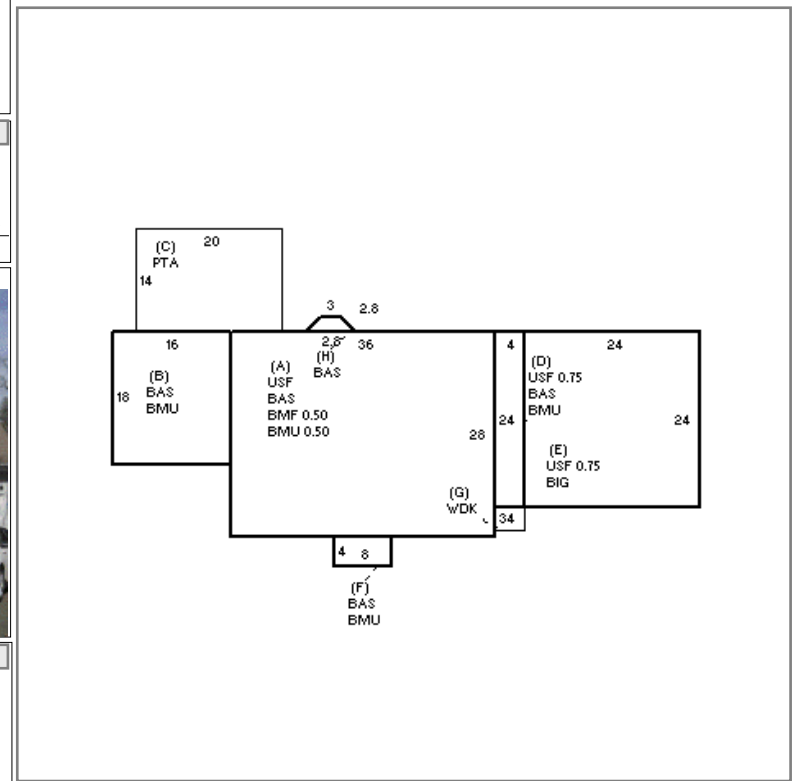 (C)
PTA
20
14
3
2.8
16
18
(B)
BAS
BMU
2.8
36
(H)
BAS
(A)
USF
BAS
BMF 0.50
BMU 0.50
28
(G)
WDK
4
24
34
24
(D)
USF 0.75
BAS
BMU
24
(E)
USF 0.75
BIG
4
8
(F)
BAS
BMU